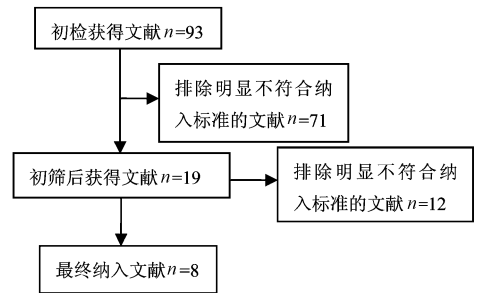 初检获得文献n=93
排除明显不符合纳
入标准的文献n=71
初筛后获得文献n=19
排除明显不符合纳
入标准的文献n=12
最终纳入文献n=8